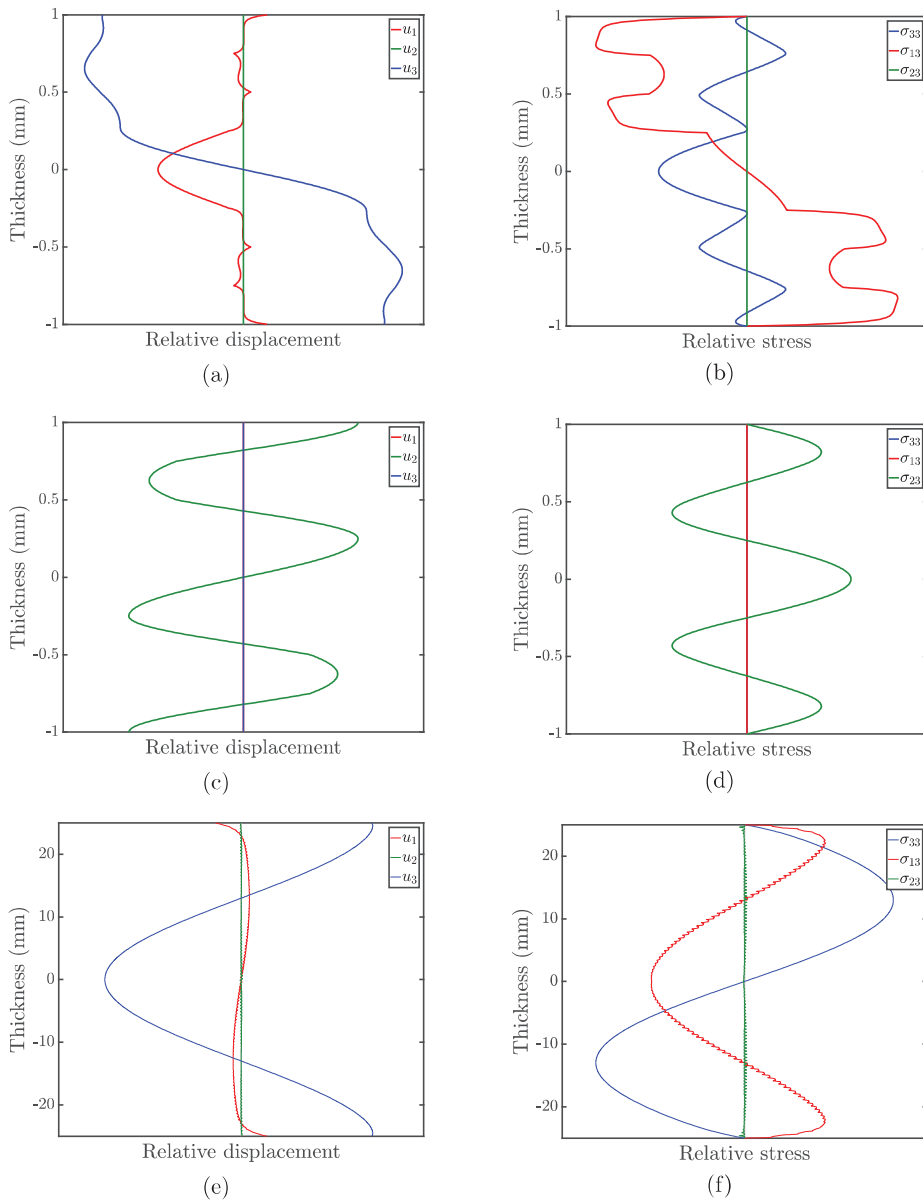 1
0.5
0
-0.5
-1
Thickness (mm)
u₁
u₂
u₃
Relative displacement
(a)
1
0.5
0
-0.5
-1
Thickness (mm)
σ₃₃
σ₁₃
σ₂₃
Relative stress
(b)
1
0.5
0
-0.5
-1
Thickness (mm)
u₁
u₂
u₃
Relative displacement
(c)
1
0.5
0
-0.5
-1
Thickness (mm)
σ₃₃
σ₁₃
σ₂₃
Relative stress
(d)
20
10
0
-10
-20
Thickness (mm)
u₁
u₂
u₃
Relative displacement
(e)
20
10
0
-10
-20
Thickness (mm)
σ₃₃
σ₁₃
σ₂₃
Relative stress
(f)